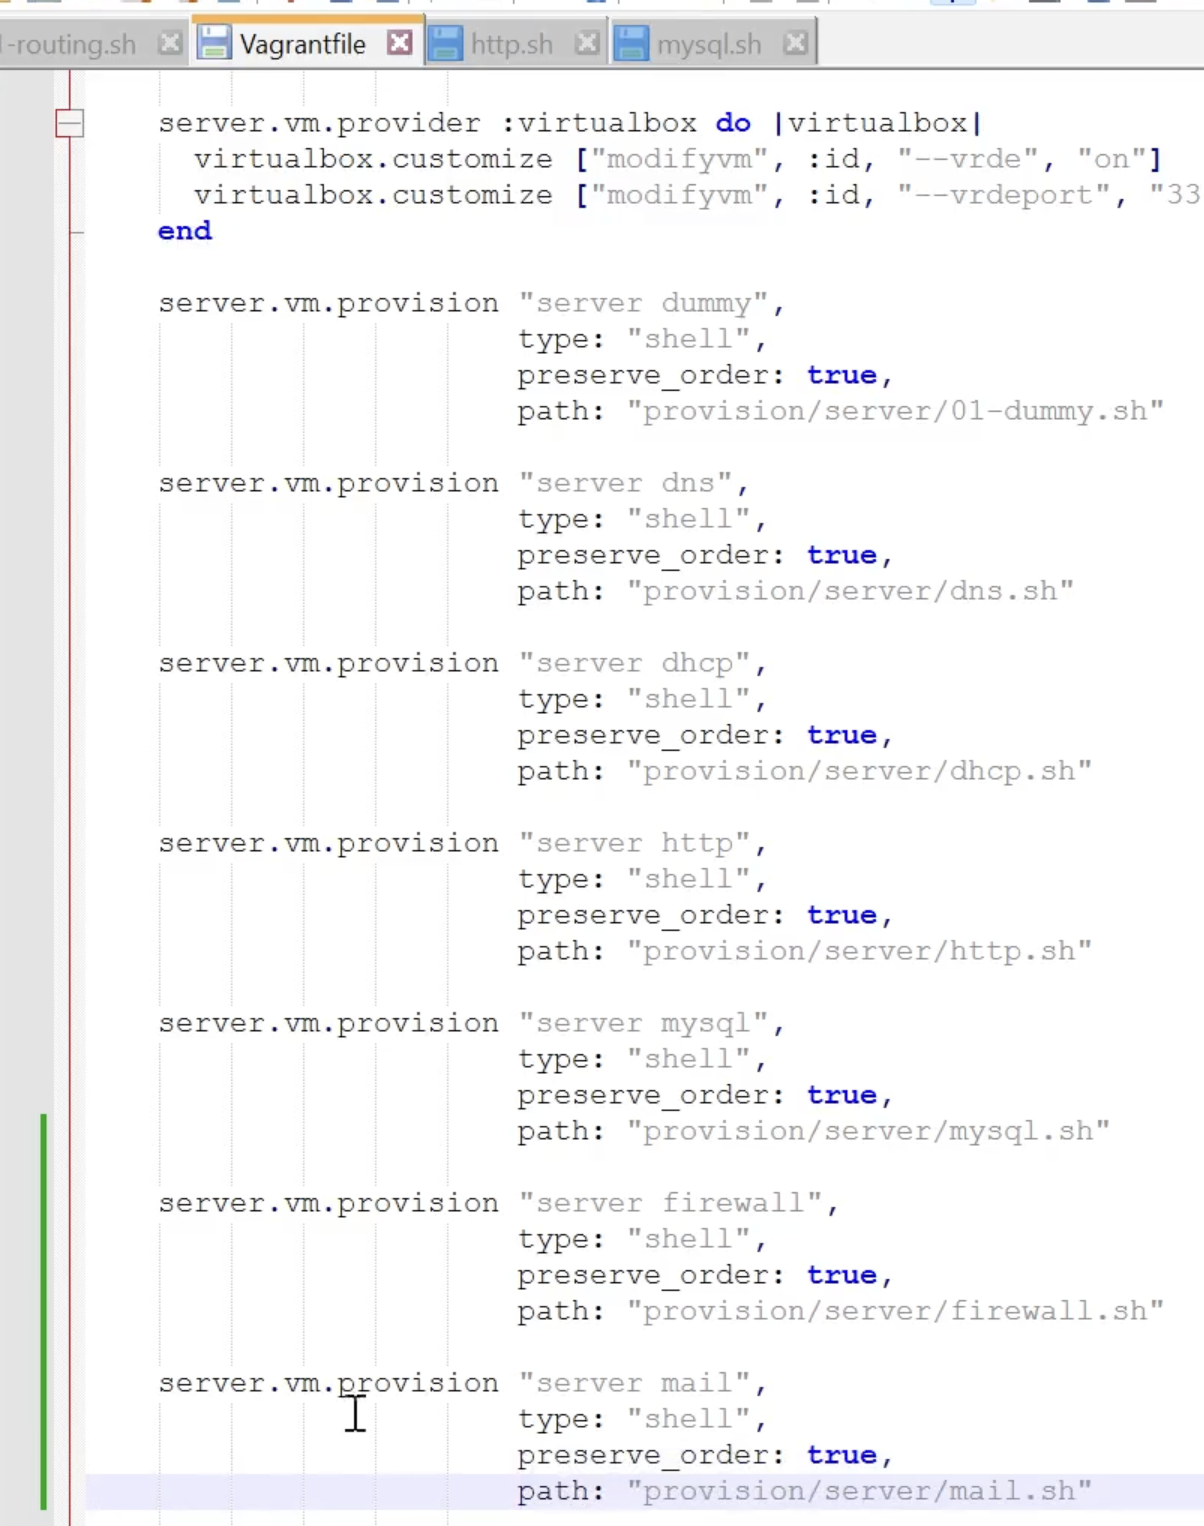 -routing.sh Vagrantfile http.sh mysql.sh
server.vm.provider :virtualbox do |virtualbox|
virtualbox.customize ["modifyvm", :id, "--vrde", "on"]
virtualbox.customize ["modifyvm", :id, "--vrdeport", "33
end
server.vm.provision "server dummy",
type: "shell",
preserve_order: true,
path: "provision/server/01-dummy.sh"
server.vm.provision "server dns",
type: "shell",
preserve_order: true,
path: "provision/server/dns.sh"
server.vm.provision "server dhcp",
type: "shell",
preserve_order: true,
path: "provision/server/dhcp.sh"
server.vm.provision "server http",
type: "shell",
preserve_order: true,
path: "provision/server/http.sh"
server.vm.provision "server mysql",
type: "shell",
preserve_order: true,
path: "provision/server/mysql.sh"
server.vm.provision "server firewall",
type: "shell",
preserve_order: true,
path: "provision/server/firewall.sh"
server.vm.provision "server mail",
type: "shell",
preserve_order: true,
path: "provision/server/mail.sh"